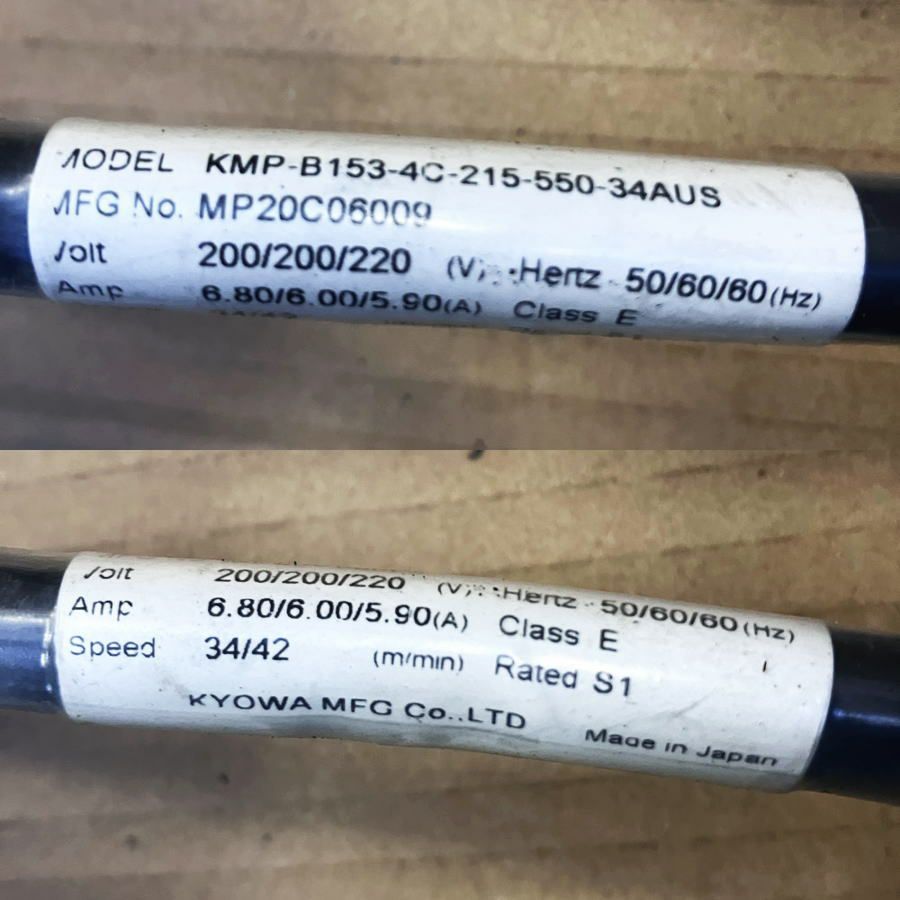 MODEL KMP-B153-4C-215-550-34AUS
MFG No. MP20C06009
Volt 200/200/220 (V) Hertz 50/60/60 (Hz)
Amp 6.80/6.00/5.90(A) Class E
34/42
Volt 200/200/220 (V) Hertz 50/60/60 (Hz)
Amp 6.80/6.00/5.90(A) Class E
Speed 34/42 (m/min) Rated S1
KYOWA MFG Co.,LTD
Made in Japan